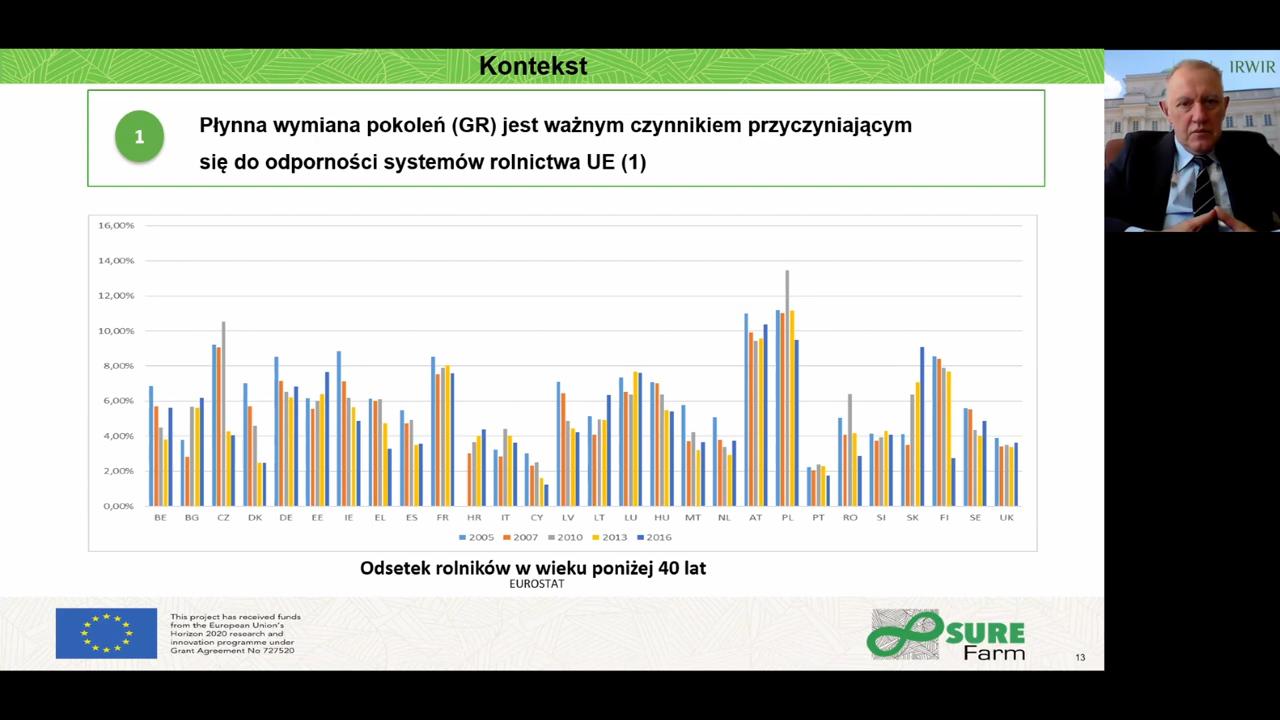 Kontekst
IRWIR
1
Płynna wymiana pokoleń (GR) jest ważnym czynnikiem przyczyniającym
się do odporności systemów rolnictwa UE (1)
16,00%
14,00%
12,00%
10,00%
8,00%
6,00%
4,00%
2,00%
0,00%
BE BG CZ DK DE EE IE EL ES FR HR IT CY LV LT LU HU MT NL AT PL PT RO SI SK FI SE UK
2005 2007 2010 2013 2016
Odsetek rolników w wieku poniżej 40 lat
EUROSTAT
This project has received funds
from the European Union's
Horizon 2020 research and
innovation programme under
Grant Agreement No 727520
SURE
Farm
13